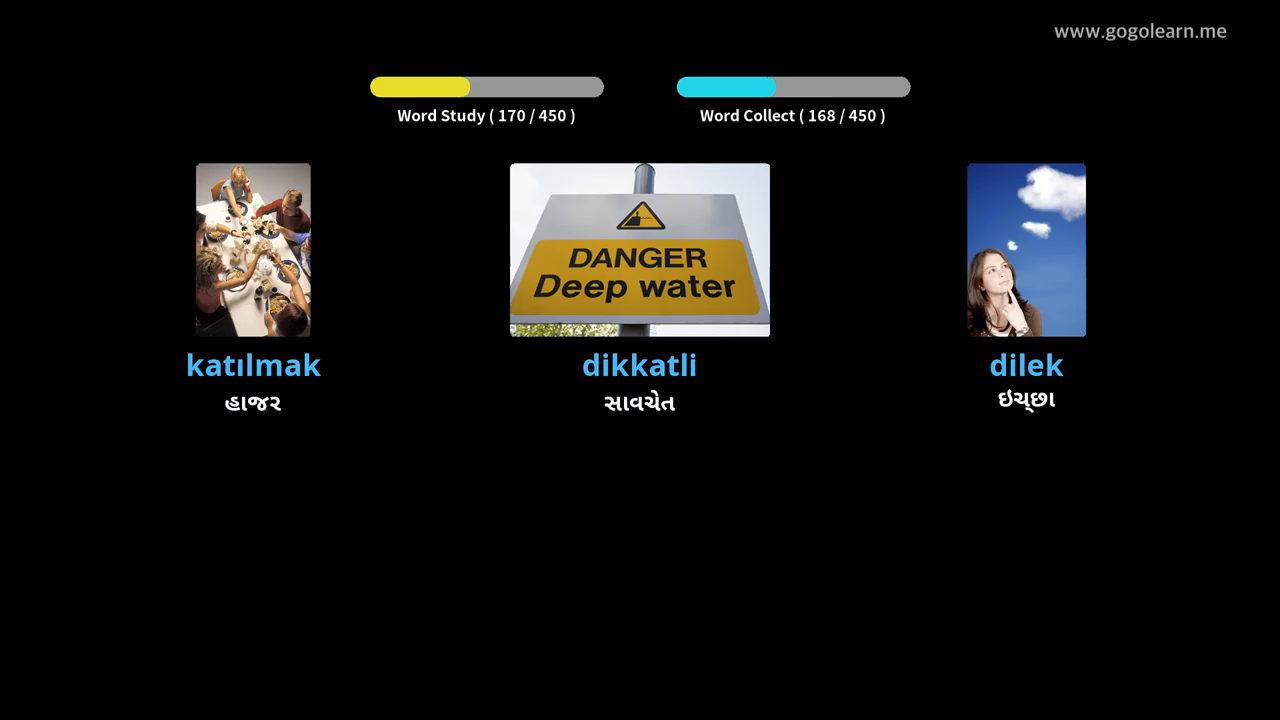 www.gogolearn.me
Word Study ( 170 / 450 )
Word Collect ( 168 / 450 )
DANGER
Deep water
katılmak
dikkatli
dilek
હાજર
સાવચેત
ઇચ્છા